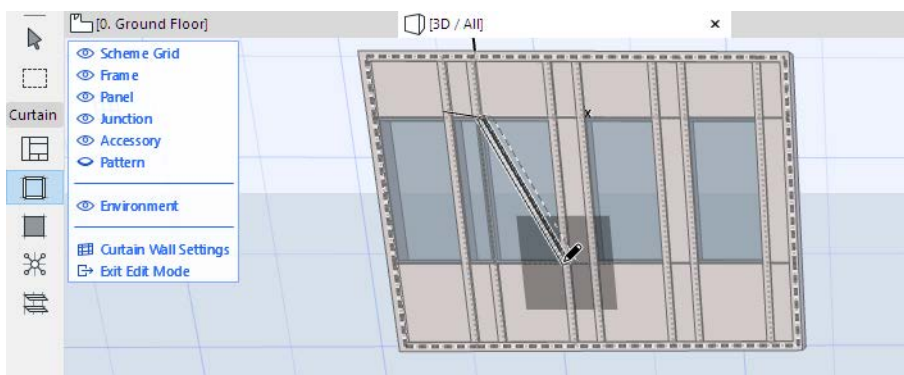 [0. Ground Floor]
[3D / All]
Scheme Grid
Frame
Panel
Curtain
Junction
Accessory
Pattern
Environment
Curtain Wall Settings
Exit Edit Mode
x